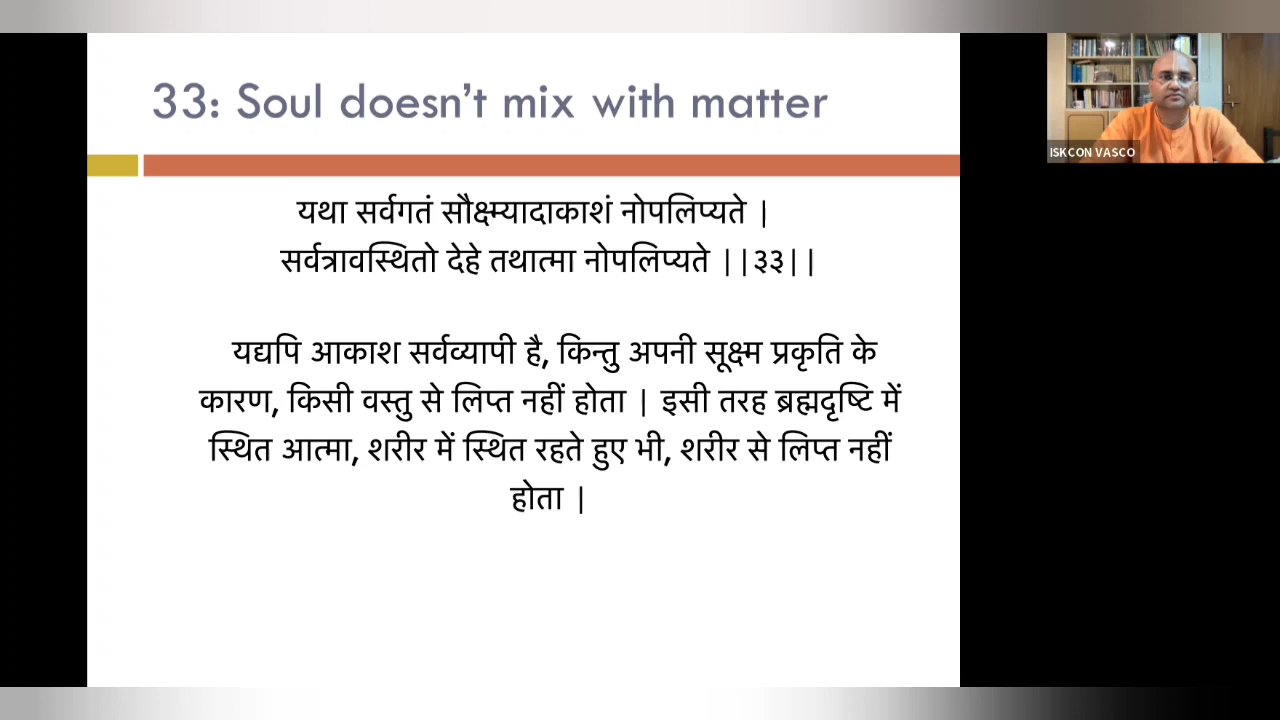 33: Soul doesn't mix with matter
ISKCON VASCO
यथा सर्वगतं सौक्ष्म्यादाकाशं नोपलिप्यते |
सर्वत्रावस्थितो देहे तथात्मा नोपलिप्यते ||३३||
यद्यपि आकाश सर्वव्यापी है, किन्तु अपनी सूक्ष्म प्रकृति के
कारण, किसी वस्तु से लिप्त नहीं होता | इसी तरह ब्रह्मदृष्टि में
स्थित आत्मा, शरीर में स्थित रहते हुए भी, शरीर से लिप्त नहीं
होता |